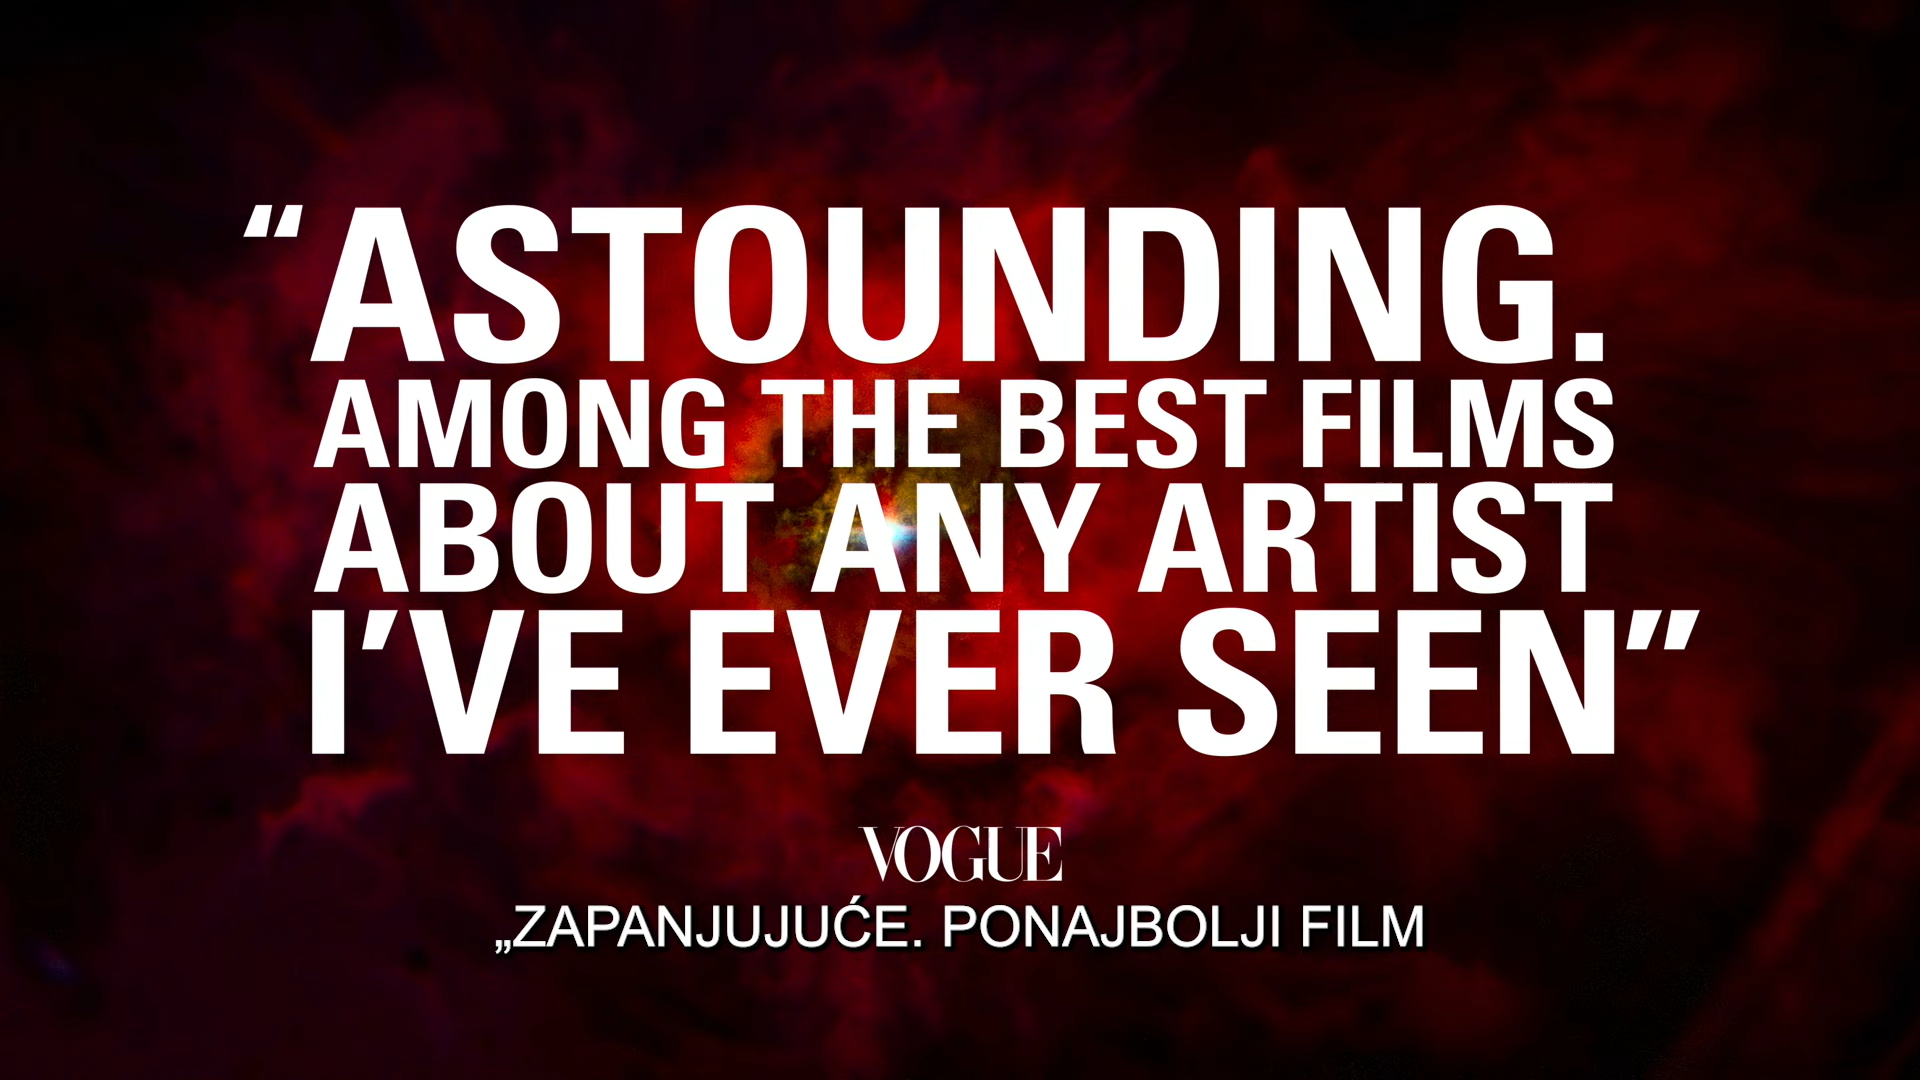 “ASTOUNDING.
AMONG THE BEST FILMS
ABOUT ANY ARTIST
I’VE EVER SEEN”
VOGUE
„ZAPANJUJUĆE. PONAJBOLJI FILM